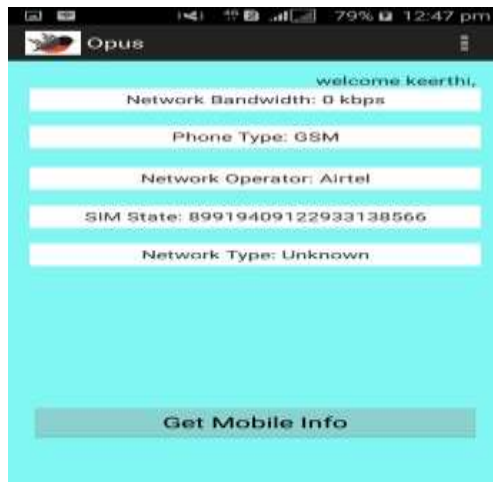 79% 12:47 pm
Opus
welcome keerthi,
Network Bandwidth: 0 kbps
Phone Type: GSM
Network Operator: Airtel
SIM State: 89919409122933138566
Network Type: Unknown
Get Mobile Info